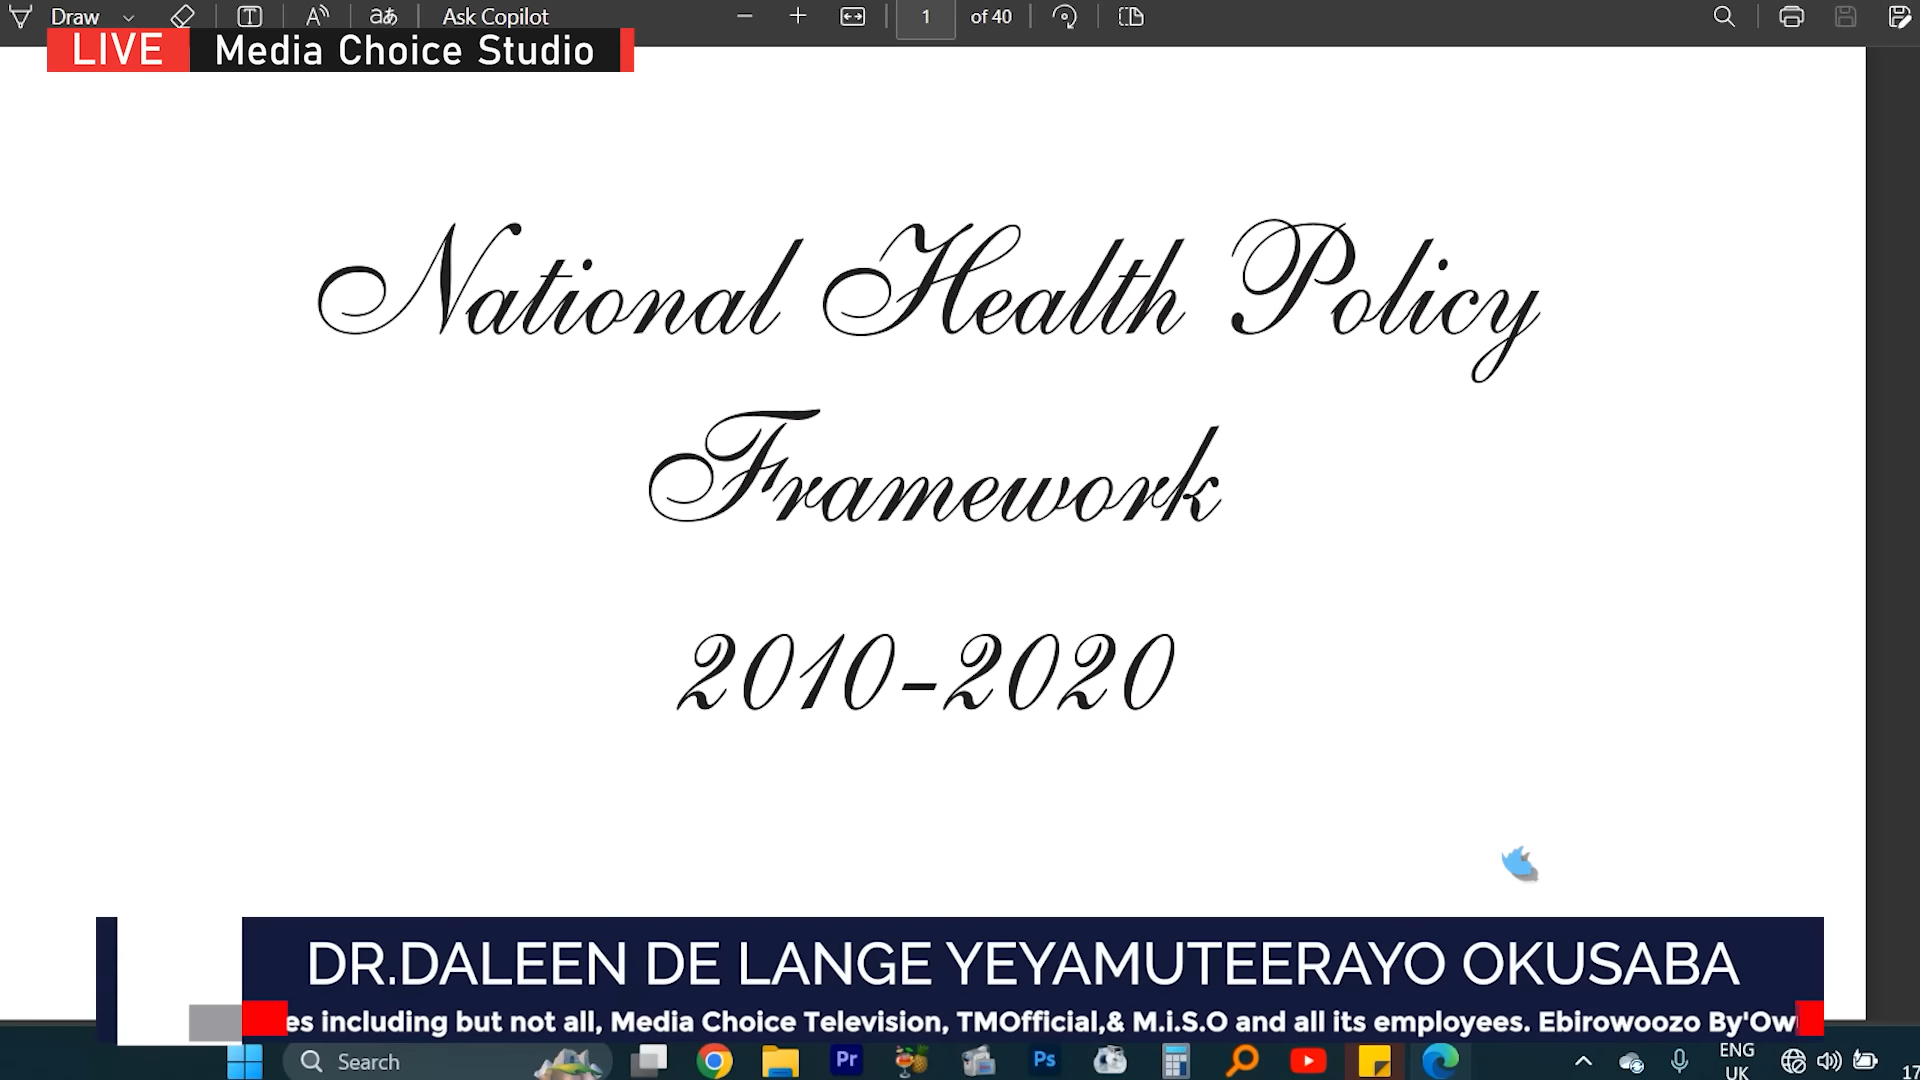 Draw
Ask Copilot
1 of 40
LIVE Media Choice Studio
National Health Policy
Framework
2010-2020
DR.DALEEN DE LANGE YEYAMUTEERAYO OKUSABA
es including but not all, Media Choice Television, TMOfficial,& M.i.S.O and all its employees. Ebirowoozo By'Ow
Search
Pr
Ps
ENG
UK
17